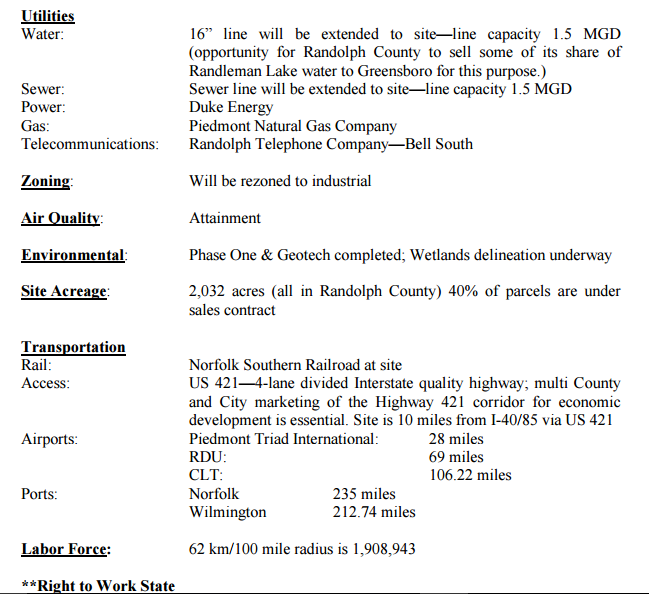 Utilities
Water: 16” line will be extended to site—line capacity 1.5 MGD
(opportunity for Randolph County to sell some of its share of
Randleman Lake water to Greensboro for this purpose.)
Sewer: Sewer line will be extended to site—line capacity 1.5 MGD
Power: Duke Energy
Gas: Piedmont Natural Gas Company
Telecommunications: Randolph Telephone Company—Bell South
Zoning: Will be rezoned to industrial
Air Quality: Attainment
Environmental: Phase One & Geotech completed; Wetlands delineation underway
Site Acreage: 2,032 acres (all in Randolph County) 40% of parcels are under
sales contract
Transportation
Rail: Norfolk Southern Railroad at site
Access: US 421—4-lane divided Interstate quality highway; multi County
and City marketing of the Highway 421 corridor for economic
development is essential. Site is 10 miles from I-40/85 via US 421
Airports: Piedmont Triad International: 28 miles
RDU: 69 miles
CLT: 106.22 miles
Ports: Norfolk 235 miles
Wilmington 212.74 miles
Labor Force: 62 km/100 mile radius is 1,908,943
**Right to Work State